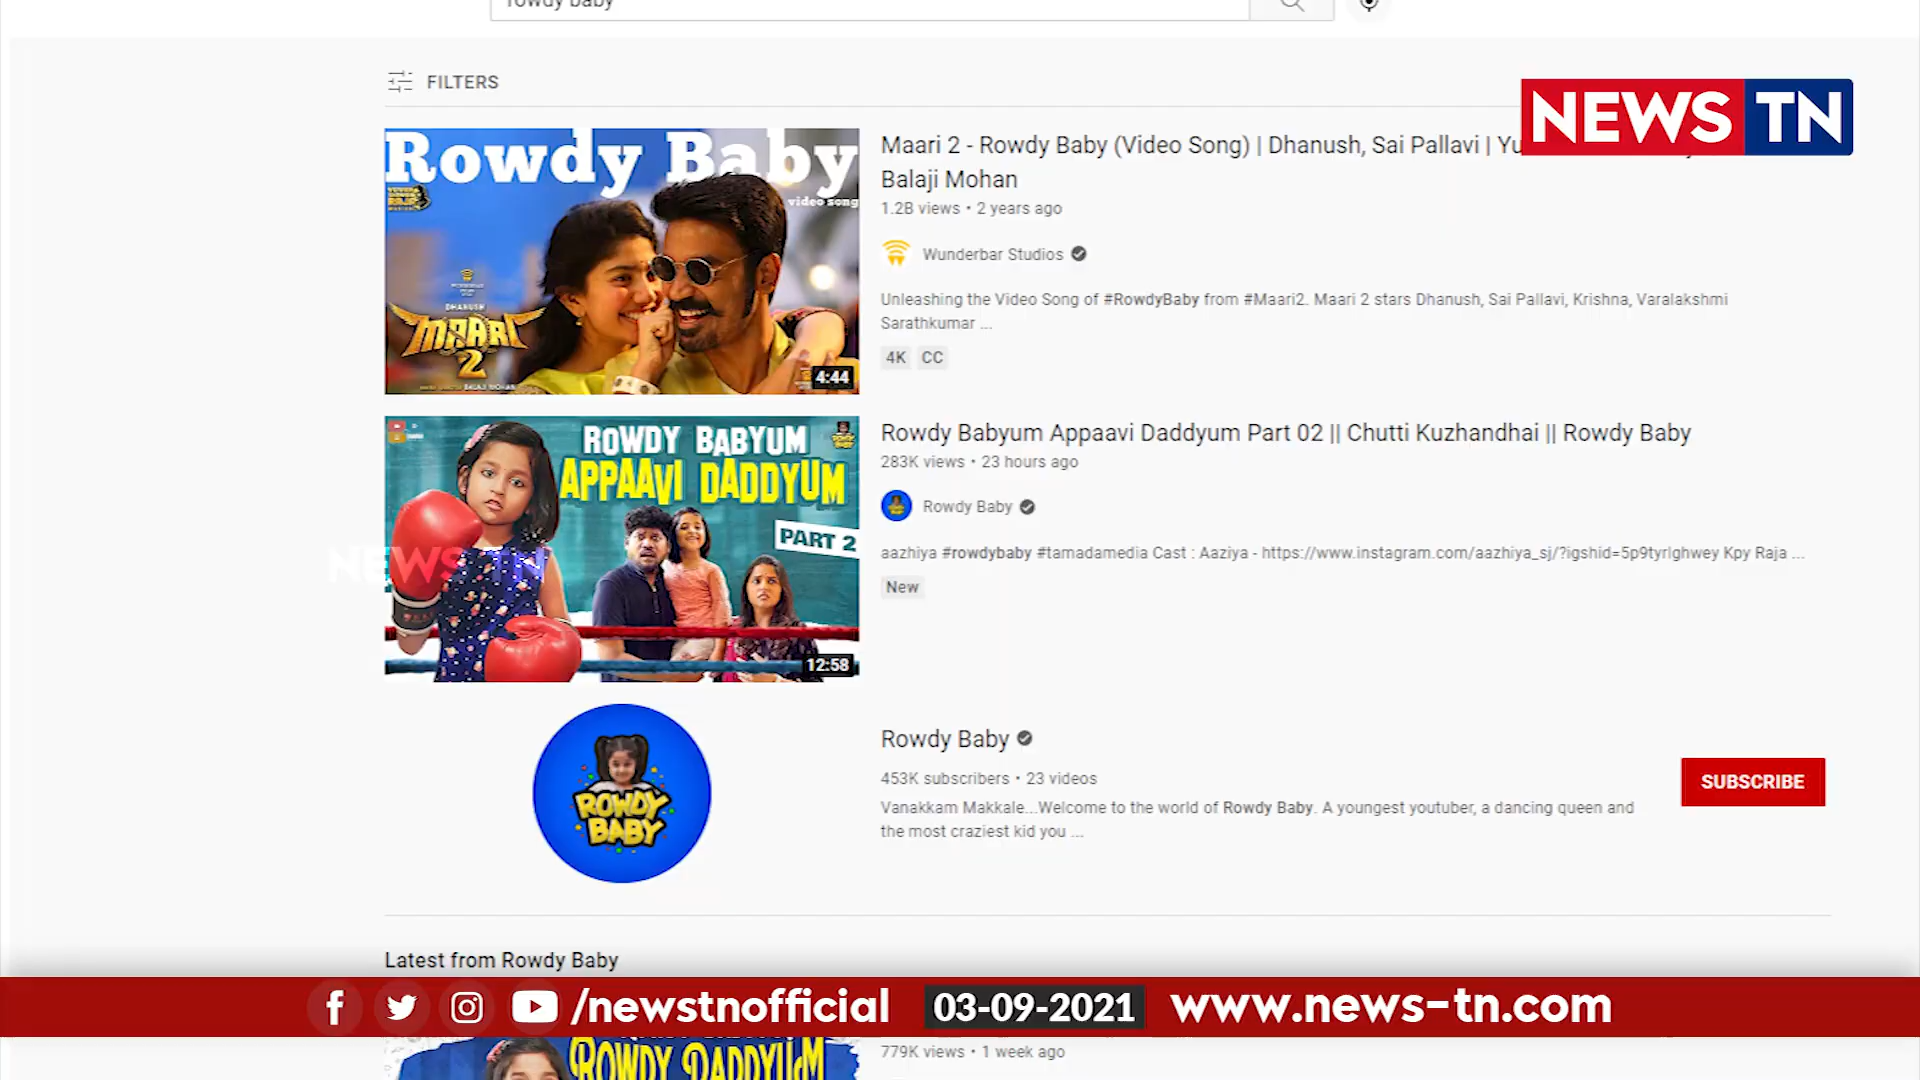 rowdy baby
FILTERS
NEWS TN
Rowdy Baby
video song
DHANUSH
MAARI
2
4:44
Maari 2 - Rowdy Baby (Video Song) | Dhanush, Sai Pallavi | Yu
Balaji Mohan
1.2B views • 2 years ago
Wunderbar Studios
Unleashing the Video Song of #RowdyBaby from #Maari2. Maari 2 stars Dhanush, Sai Pallavi, Krishna, Varalakshmi
Sarathkumar ...
4K CC
ROWDY BABYUM
APPAAVI DADDYUM
PART 2
NEWS TN
12:58
Rowdy Babyum Appaavi Daddyum Part 02 || Chutti Kuzhandhai || Rowdy Baby
283K views • 23 hours ago
Rowdy Baby
aazhiya #rowdybaby #tamadamedia Cast : Aaziya - https://www.instagram.com/aazhiya_sj/?igshid=5p9tyrlghwey Kpy Raja ...
New
ROWDY
BABY
Rowdy Baby
453K subscribers • 23 videos
Vanakkam Makkale...Welcome to the world of Rowdy Baby. A youngest youtuber, a dancing queen and
the most craziest kid you ...
SUBSCRIBE
Latest from Rowdy Baby
/newstnofficial 03-09-2021 www.news-tn.com
ROWDY DADDYUM
779K views • 1 week ago